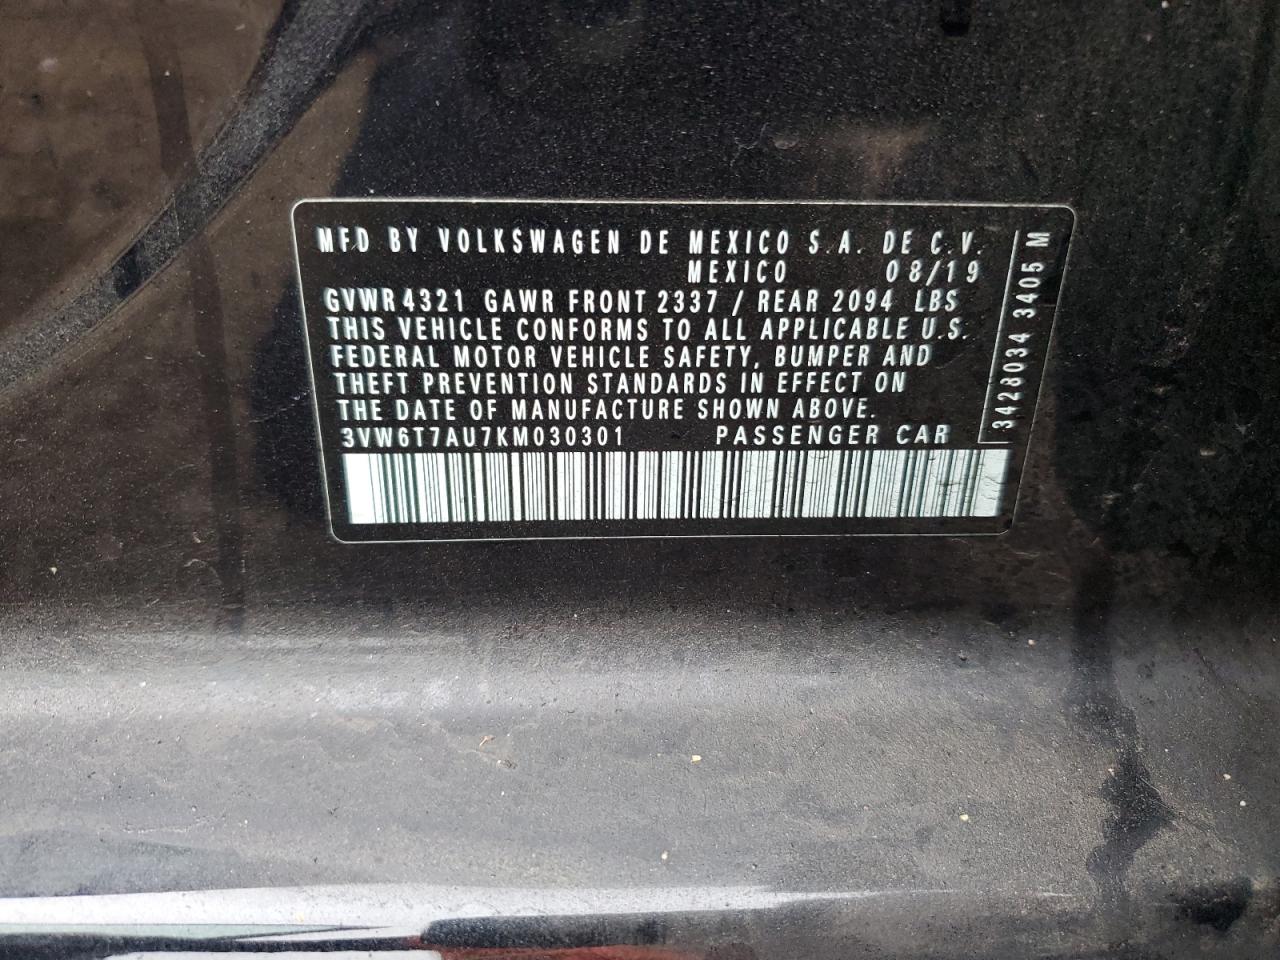 MFD BY VOLKSWAGEN DE MEXICO S.A. DE C.V.
MEXICO 08/19
GVWR 4321 GAWR FRONT 2337 / REAR 2094 LBS
THIS VEHICLE CONFORMS TO ALL APPLICABLE U.S.
FEDERAL MOTOR VEHICLE SAFETY, BUMPER AND
THEFT PREVENTION STANDARDS IN EFFECT ON
THE DATE OF MANUFACTURE SHOWN ABOVE.
3VW6T7AU7KM030301 PASSENGER CAR
3428034 3405 M